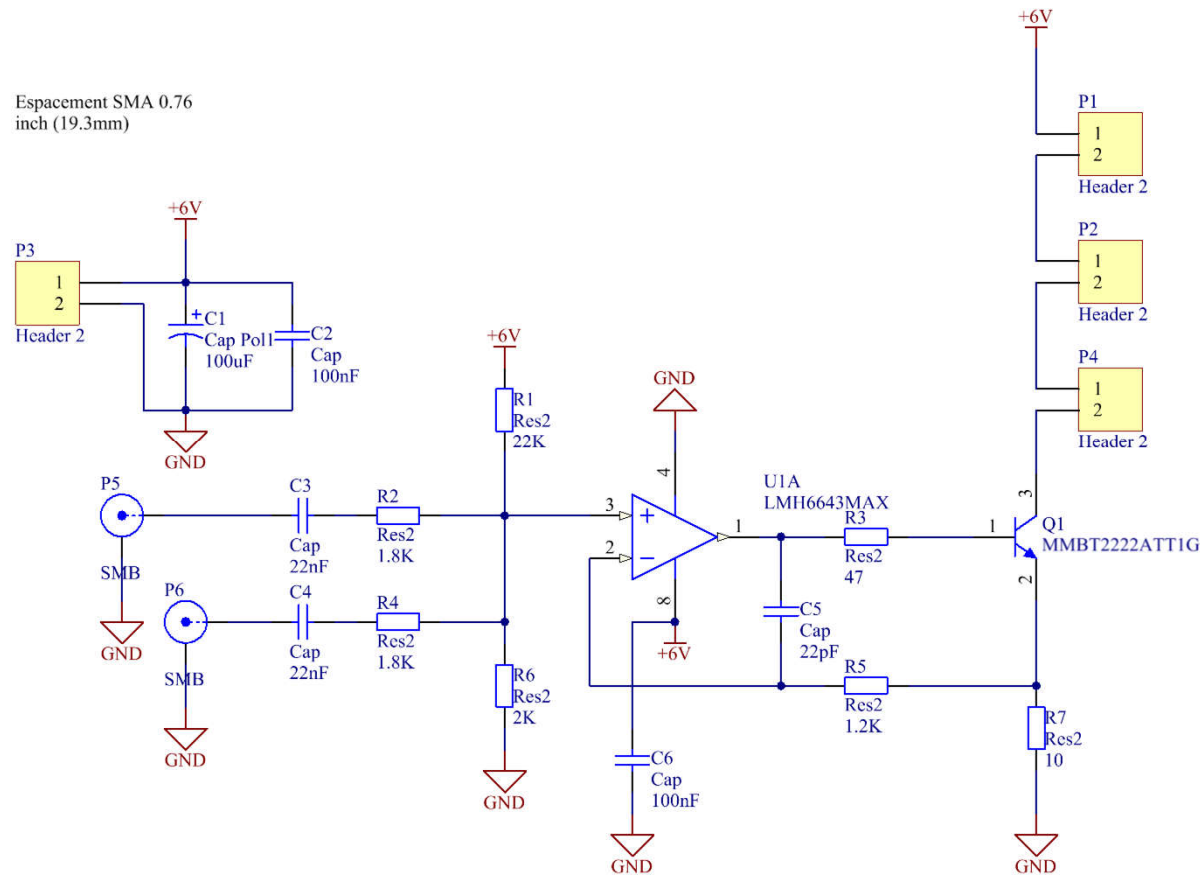 Espacement SMA 0.76
inch (19.3mm)
+6V
P1
1
2
Header 2
P2
1
2
Header 2
P4
1
2
Header 2
+6V
P3
1
2
Header 2
+
C1
Cap Pol1
100uF
C2
Cap
100nF
GND
+6V
R1
Res2
22K
P5
SMB
GND
C3
Cap
22nF
R2
Res2
1.8K
P6
SMB
GND
C4
Cap
22nF
R4
Res2
1.8K
R6
Res2
2K
GND
GND
4
3
+
2
−
1
8
+6V
U1A
LMH6643MAX
C6
Cap
100nF
GND
R3
Res2
47
C5
Cap
22pF
R5
Res2
1.2K
3
1
2
Q1
MMBT2222ATT1G
R7
Res2
10
GND